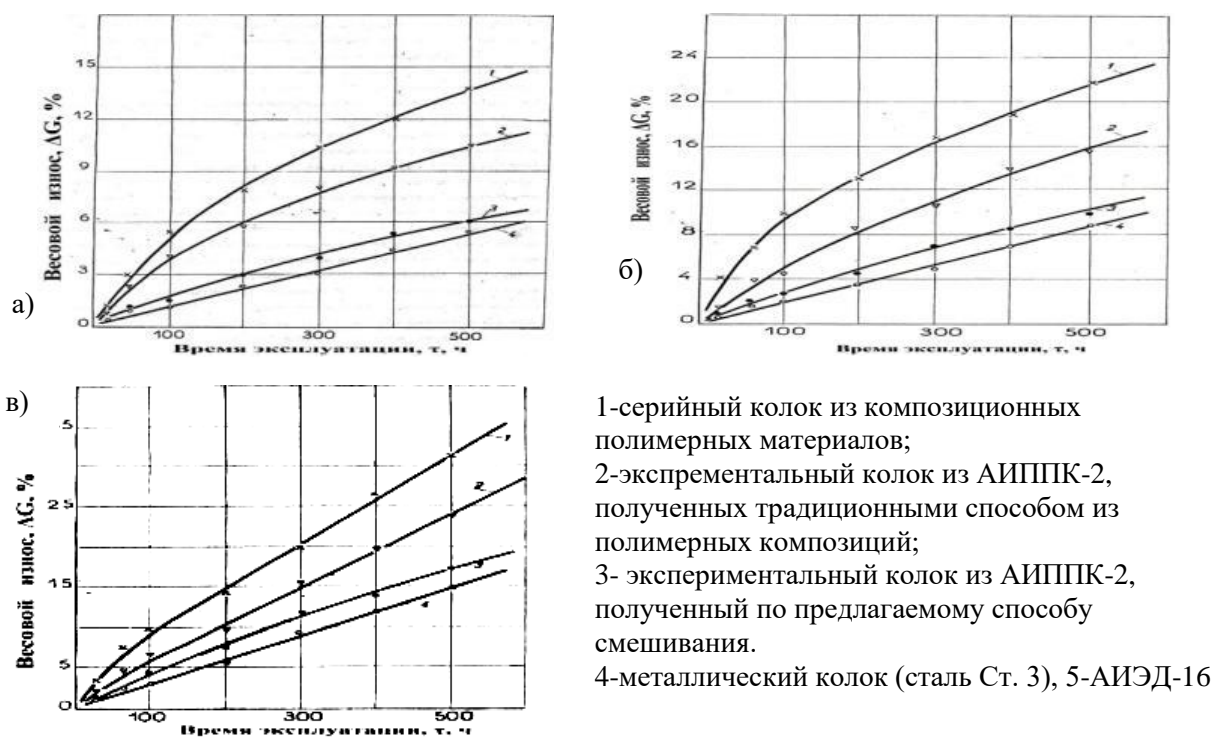 а)
Весовой износ, ΔG, %
15
12
9
6
3
0
1
2
3
4
100
300
500
Время эксплуатации, т, ч
б)
Весовой износ, ΔG, %
24
20
16
12
8
4
0
1
2
3
4
100
300
500
Время эксплуатации, т, ч
в)
Весовой износ, ΔG, %
5
25
15
5
0
1
2
3
4
100
300
500
Время эксплуатации, т, ч
1-серийный колок из композиционных
полимерных материалов;
2-экспрементальный колок из АИППК-2,
полученных традиционными способом из
полимерных композиций;
3- экспериментальный колок из АИППК-2,
полученный по предлагаемому способу
смешивания.
4-металлический колок (сталь Ст. 3), 5-АИЭД-16